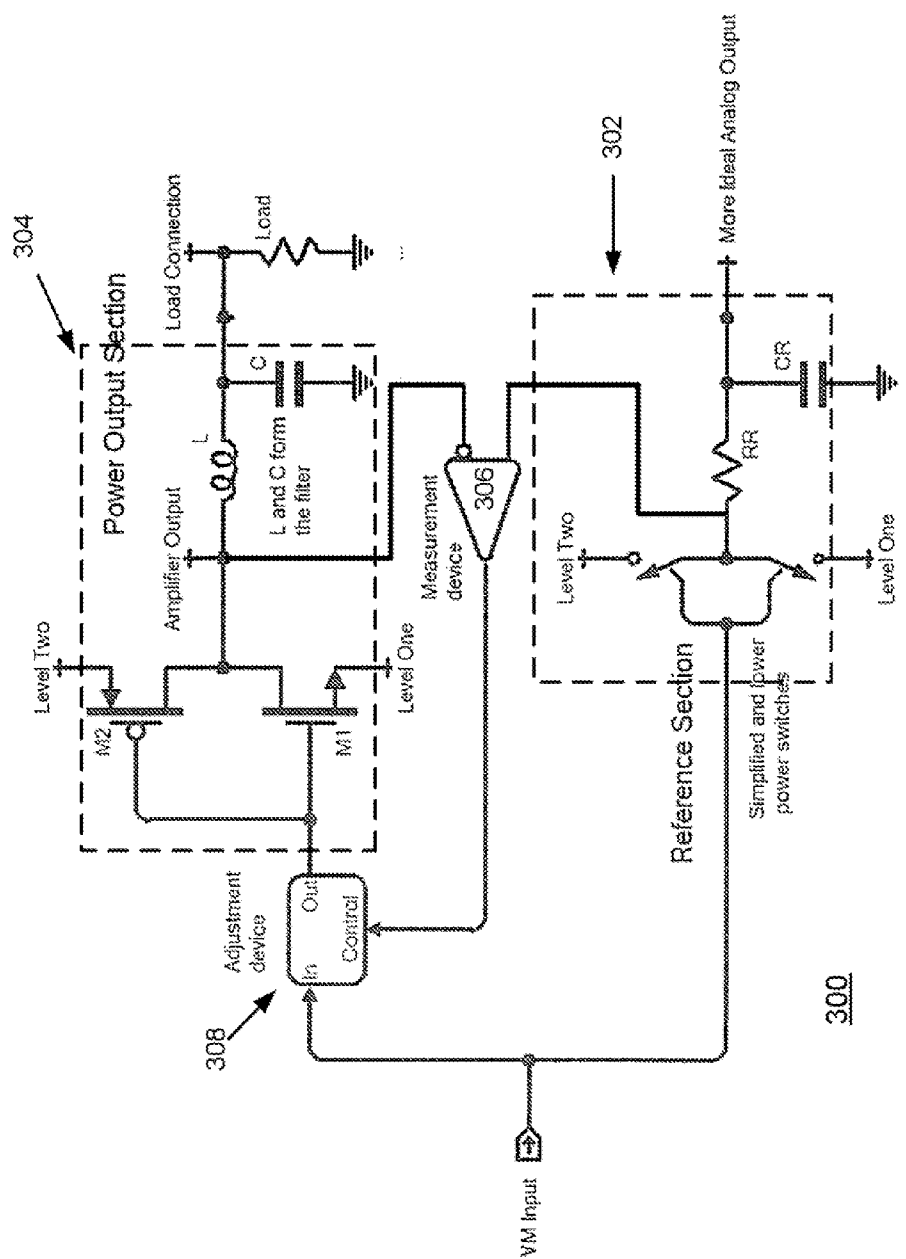 304
Power Output Section
Level Two
M2
M1
Level One
Amplifier Output
L
C
L and C form
the filter
Load Connection
Load
Adjustment
device
In
Out
Control
308
Measurement
device
306
302
Reference Section
Simplified and lower
power switches
Level Two
Level One
RR
CR
More Ideal Analog Output
VM Input
300